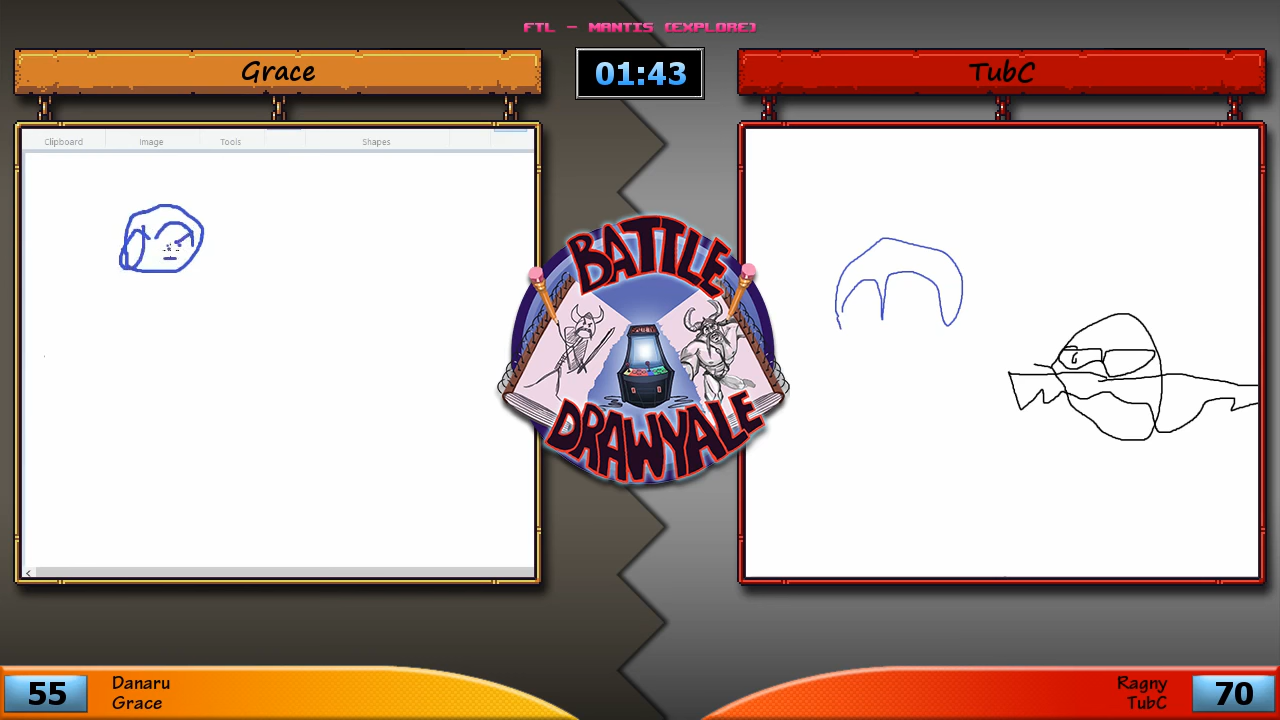 FTL - MANTIS (EXPLORE)
Grace
01:43
TubC
Clipboard Image Tools Shapes
BATTLE
DRAWYALE
55
Danaru
Grace
Ragny
TubC
70